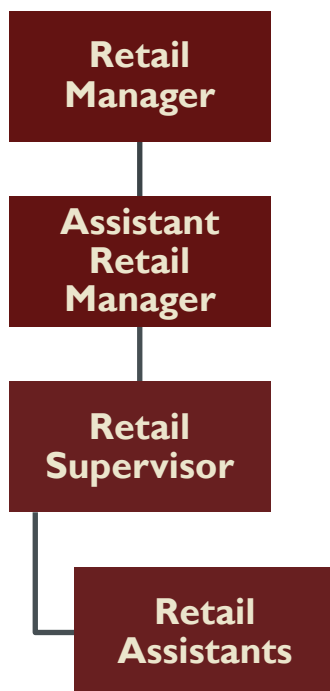 Retail
Manager
Assistant
Retail
Manager
Retail
Supervisor
Retail
Assistants